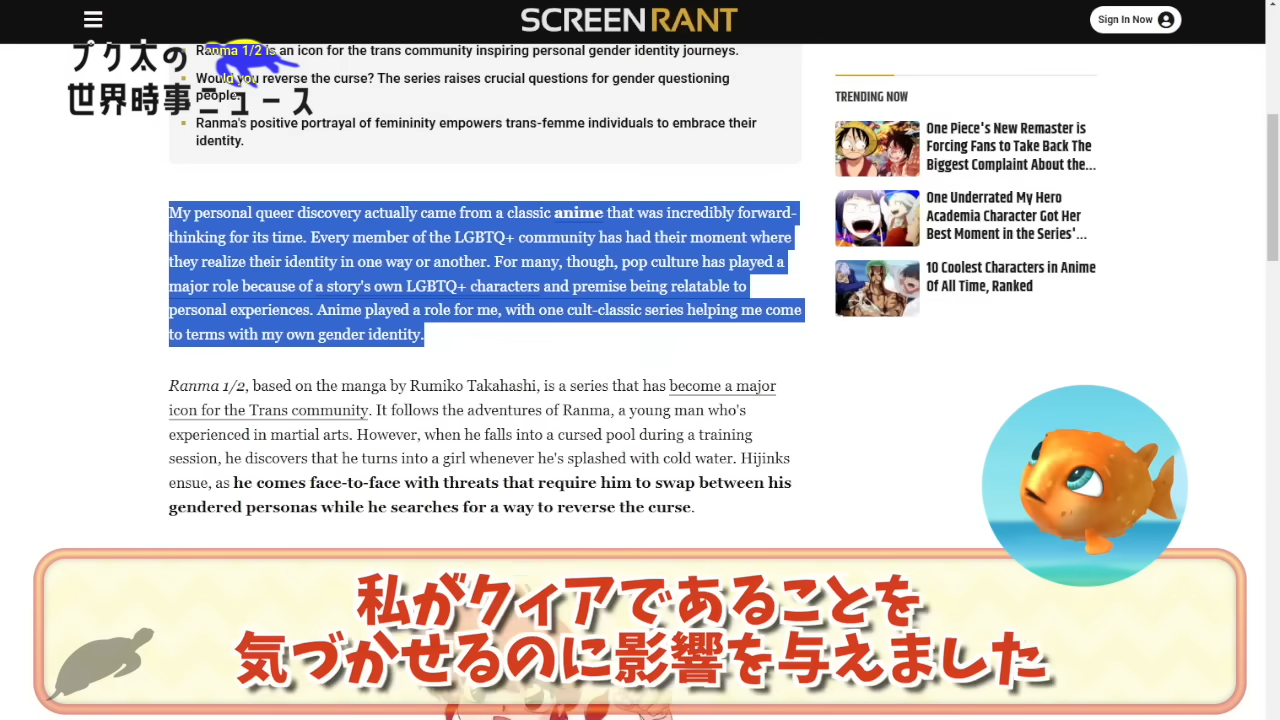 SCREENRANT
Sign In Now
プク太の
世界時事ニュース
Ranma 1/2 is an icon for the trans community inspiring personal gender identity journeys.
Would you reverse the curse? The series raises crucial questions for gender questioning
people.
Ranma's positive portrayal of femininity empowers trans-femme individuals to embrace their
identity.
My personal queer discovery actually came from a classic anime that was incredibly forward-
thinking for its time. Every member of the LGBTQ+ community has had their moment where
they realize their identity in one way or another. For many, though, pop culture has played a
major role because of a story's own LGBTQ+ characters and premise being relatable to
personal experiences. Anime played a role for me, with one cult-classic series helping me come
to terms with my own gender identity.
Ranma 1/2, based on the manga by Rumiko Takahashi, is a series that has become a major
icon for the Trans community. It follows the adventures of Ranma, a young man who's
experienced in martial arts. However, when he falls into a cursed pool during a training
session, he discovers that he turns into a girl whenever he's splashed with cold water. Hijinks
ensue, as he comes face-to-face with threats that require him to swap between his
gendered personas while he searches for a way to reverse the curse.
TRENDING NOW
One Piece's New Remaster is
Forcing Fans to Take Back The
Biggest Complaint About the...
One Underrated My Hero
Academia Character Got Her
Best Moment in the Series'...
10 Coolest Characters in Anime
Of All Time, Ranked
私がクィアであることを
気づかせるのに影響を与えました